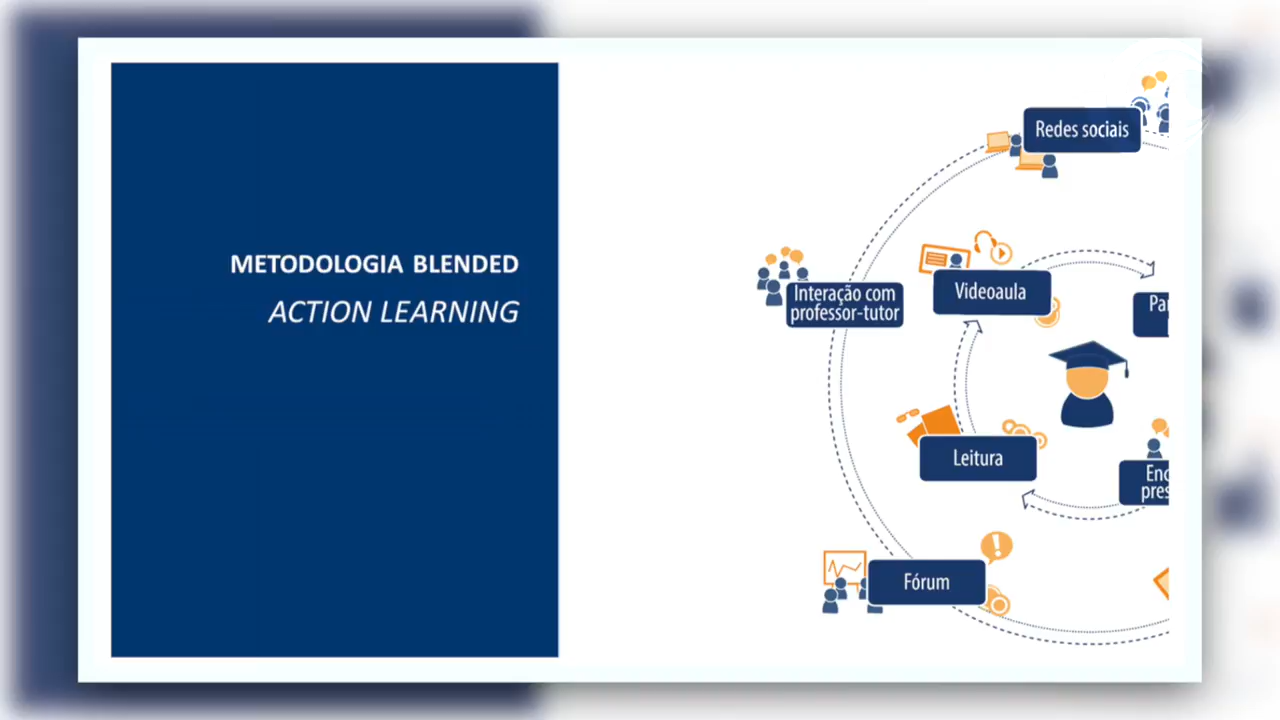 METODOLOGIA BLENDED
ACTION LEARNING
Redes sociais
Interação com
professor-tutor
Videoaula
Leitura
Fórum